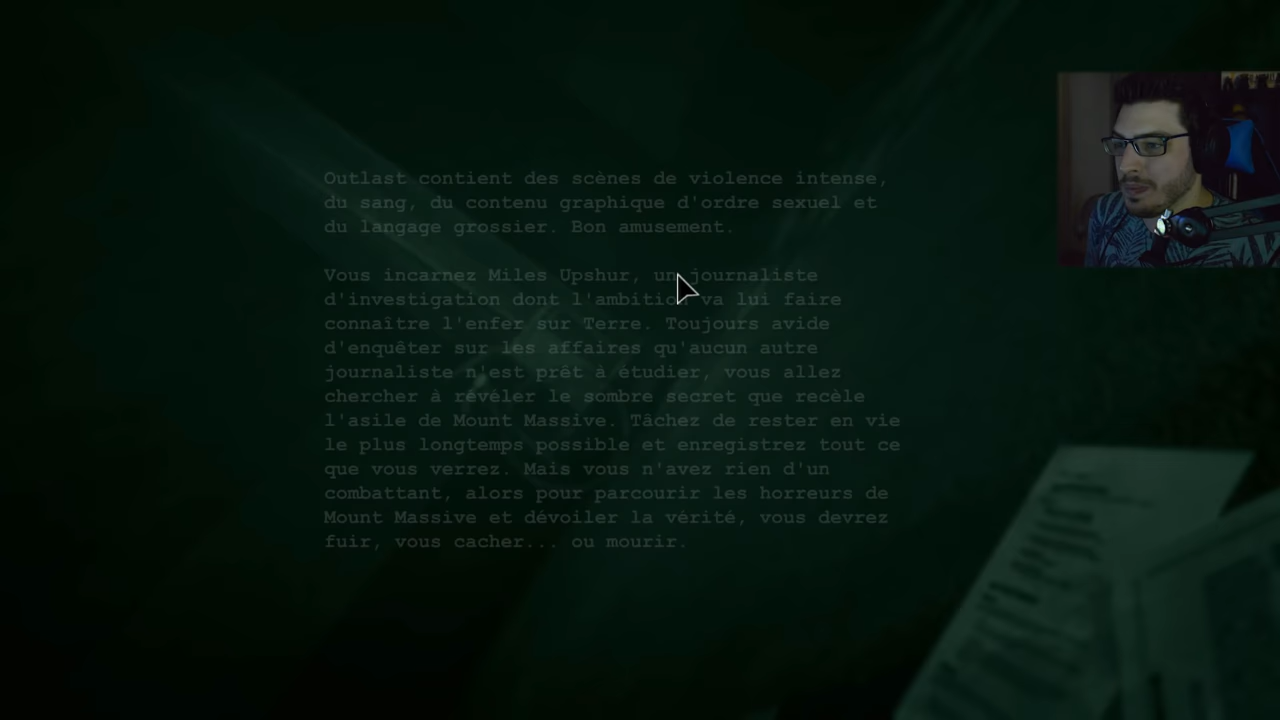 Outlast contient des scènes de violence intense,
du sang, du contenu graphique d'ordre sexuel et
du langage grossier. Bon amusement.
Vous incarnez Miles Upshur, un journaliste
d'investigation dont l'ambition va lui faire
connaître l'enfer sur Terre. Toujours avide
d'enquêter sur les affaires qu'aucun autre
journaliste n'est prêt à étudier, vous allez
chercher à révéler le sombre secret que recèle
l'asile de Mount Massive. Tâchez de rester en vie
le plus longtemps possible et enregistrez tout ce
que vous verrez. Mais vous n'avez rien d'un
combattant, alors pour parcourir les horreurs de
Mount Massive et dévoiler la vérité, vous devrez
fuir, vous cacher... ou mourir.